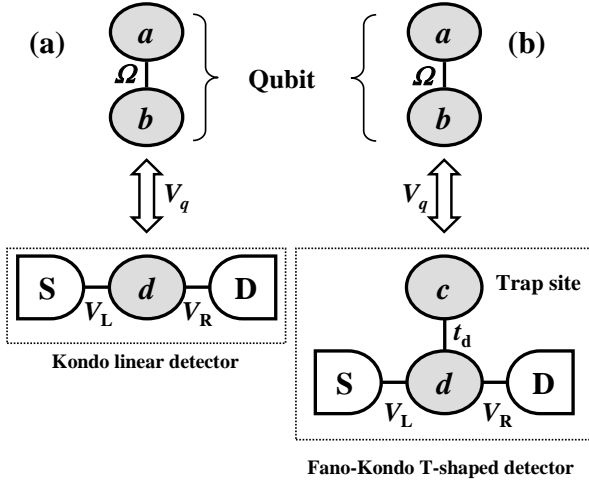 (a)
a
Ω
b
Qubit
a
Ω
b
(b)
V_q
V_q
S
d
D
V_L
V_R
Kondo linear detector
c
Trap site
t_d
S
d
D
V_L
V_R
Fano-Kondo T-shaped detector